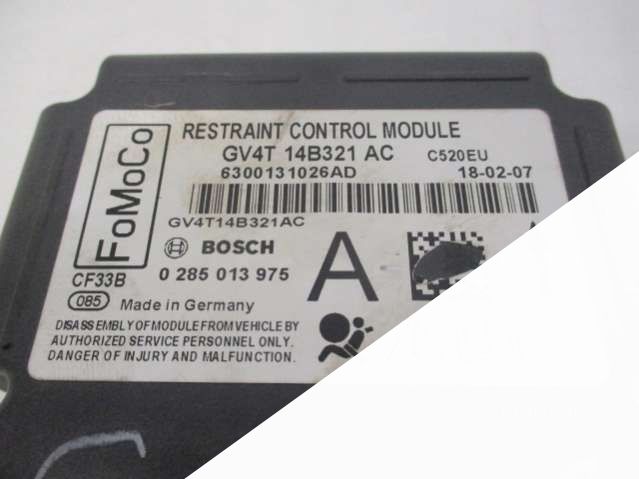 FoMoCo
RESTRAINT CONTROL MODULE
GV4T 14B321 AC C520EU
6300131026AD 18-02-07
GV4T14B321AC
BOSCH
A
CF33B
0 285 013 975
085
Made in Germany
DISASSEMBLY OF MODULE FROM VEHICLE BY
AUTHORIZED SERVICE PERSONNEL ONLY.
DANGER OF INJURY AND MALFUNCTION.